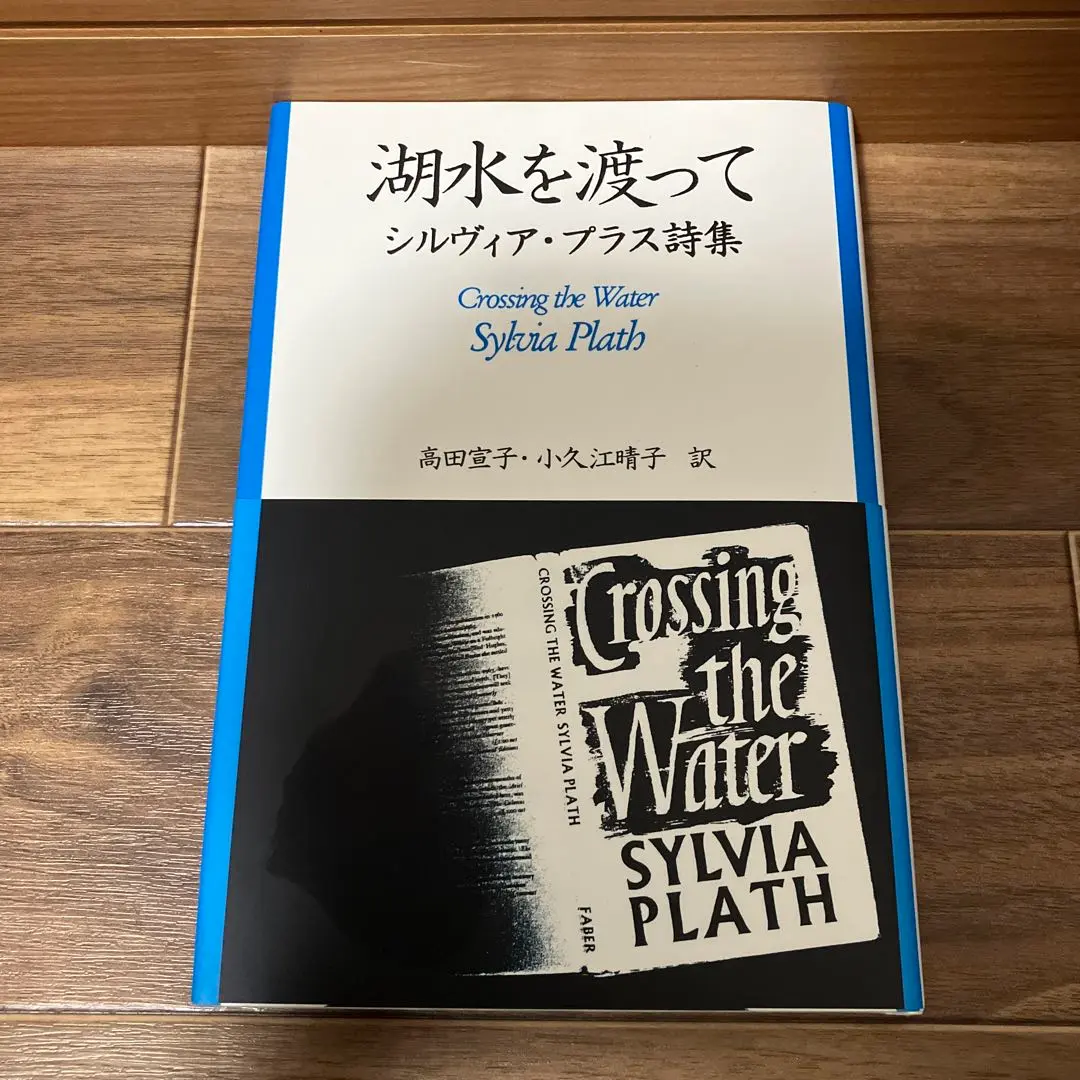 湖水を渡って
シルヴィア・プラス詩集
Crossing the Water
Sylvia Plath
高田宣子・小久江晴子 訳
CROSSING THE WATER SYLVIA PLATH
FABER
Crossing
the
Water
SYLVIA
PLATH